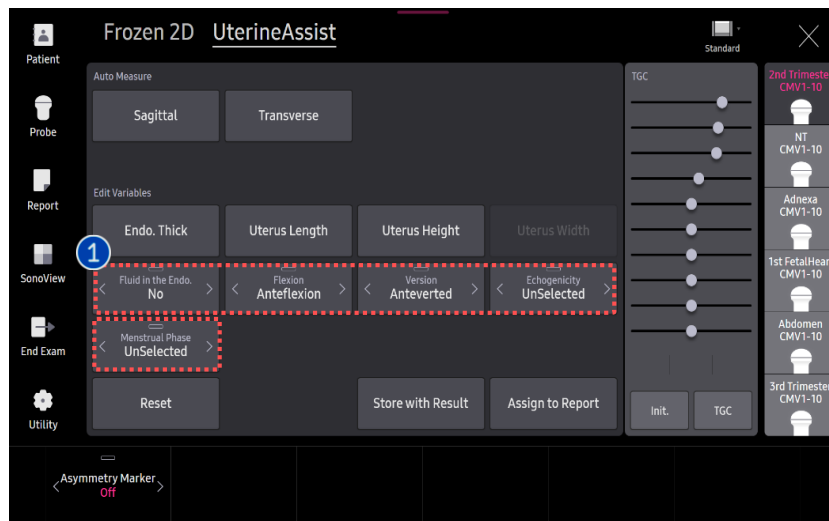 Frozen 2D UterineAssist
Standard
Patient
Probe
Report
SonoView
End Exam
Utility
Auto Measure
Sagittal Transverse
Edit Variables
Endo. Thick Uterus Length Uterus Height Uterus Width
1
Fluid in the Endo.
No
Flexion
Anteflexion
Version
Anteverted
Echogenicity
UnSelected
Menstrual Phase
UnSelected
Reset Store with Result Assign to Report
TGC
Init. TGC
2nd Trimeste
CMV1-10
NT
CMV1-10
Adnexa
CMV1-10
1st FetalHear
CMV1-10
Abdomen
CMV1-10
3rd Trimeste
CMV1-10
Asymmetry Marker
Off